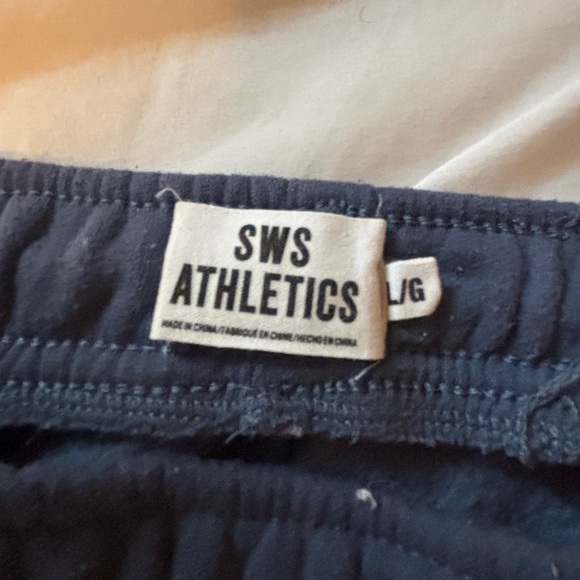 SWS
ATHLETICS
L/G
MADE IN CHINA/FABRIQUÉ EN CHINE/HECHO EN CHINA